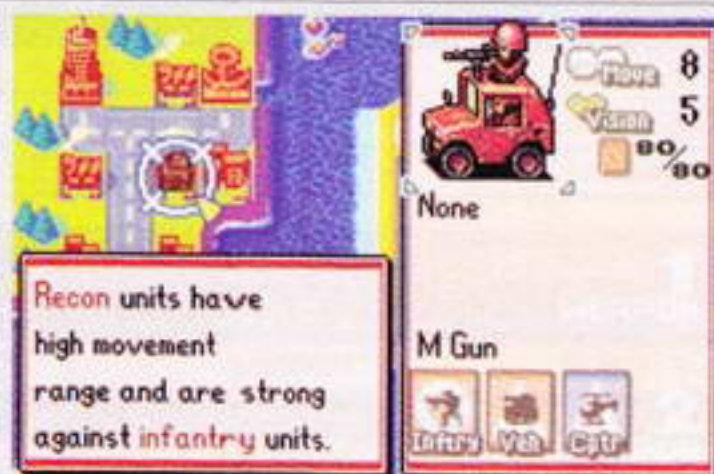 Move 8
Vision 5
80/80
None
Recon units have
high movement
range and are strong
against infantry units.
M Gun
Infntry Veh. Cptr